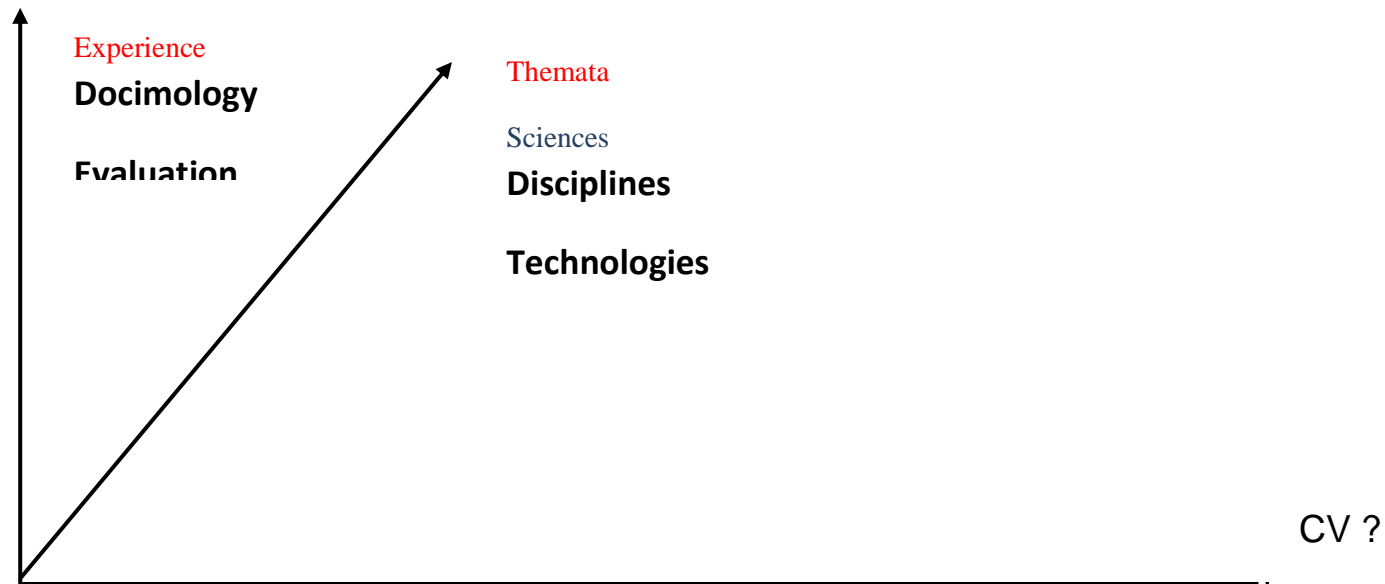 Experience
Docimology
Evaluation
Themata
Sciences
Disciplines
Technologies
CV ?